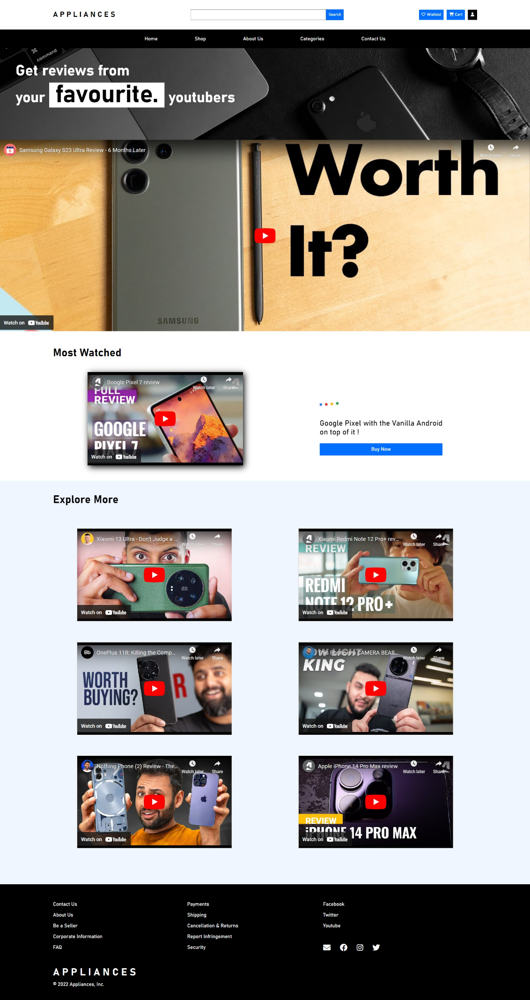 APPLIANCES
Search
Wishlist
Cart
Home
Shop
About Us
Categories
Contact Us
command
Get reviews from
your favourite. youtubers
6
Samsung Galaxy S23 Ultra Review - 6 Months Later
Watch later
Share
Worth
It?
SAMSUNG
Watch on YouTube
Most Watched
Google Pixel 7 review
Watch later
Share
FULL
REVIEW
GOOGLE
PIXEL 7
Watch on YouTube
Google Pixel with the Vanilla Android
on top of it !
Buy Now
Explore More
Xiaomi 13 Ultra - Don't Judge a ...
Watch later
Share
LEICA
Watch on YouTube
Xiaomi Redmi Note 12 Pro+ rev...
Watch later
Share
REVIEW
REDMI
NOTE 12 PRO+
Watch on YouTube
Bb
OnePlus 11R: Killing the Comp...
Watch later
Share
WORTH
BUYING?
R
Watch on YouTube
This Phone is a CAMERA BEAS...
Watch later
Share
LOW LIGHT
KING
vivo
Watch on YouTube
Nothing Phone (2) Review - The...
Watch later
Share
Watch on YouTube
Apple iPhone 14 Pro Max review
Watch later
Share
REVIEW
iPHONE 14 PRO MAX
Watch on YouTube
Contact Us
About Us
Be a Seller
Corporate Information
FAQ
Payments
Shipping
Cancellation & Returns
Report Infringement
Security
Facebook
Twitter
Youtube
APPLIANCES
© 2022 Appliances, Inc.